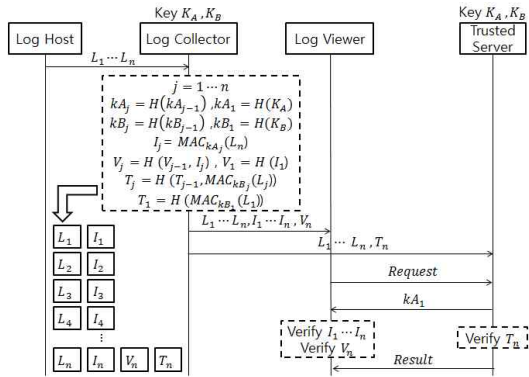 Key K_A, K_B
Key K_A, K_B
Log Host
Log Collector
Log Viewer
Trusted Server
L_1 ⋯ L_n
j = 1 ⋯ n
kA_j = H(kA_{j-1}) , kA_1 = H(K_A)
kB_j = H(kB_{j-1}) , kB_1 = H(K_B)
I_j = MAC_{kA_j}(L_n)
V_j = H (V_{j-1}, I_j) , V_1 = H (I_1)
T_j = H (T_{j-1}, MAC_{kB_j}(L_j))
T_1 = H (MAC_{kB_1}(L_1))
L_1 ⋯ L_n, I_1 ⋯ I_n, V_n
L_1 ⋯ L_n, T_n
L_1 I_1
L_2 I_2
L_3 I_3
L_4 I_4
⋮
L_n I_n V_n T_n
Request
kA_1
Verify I_1 ⋯ I_n
Verify V_n
Verify T_n
Result